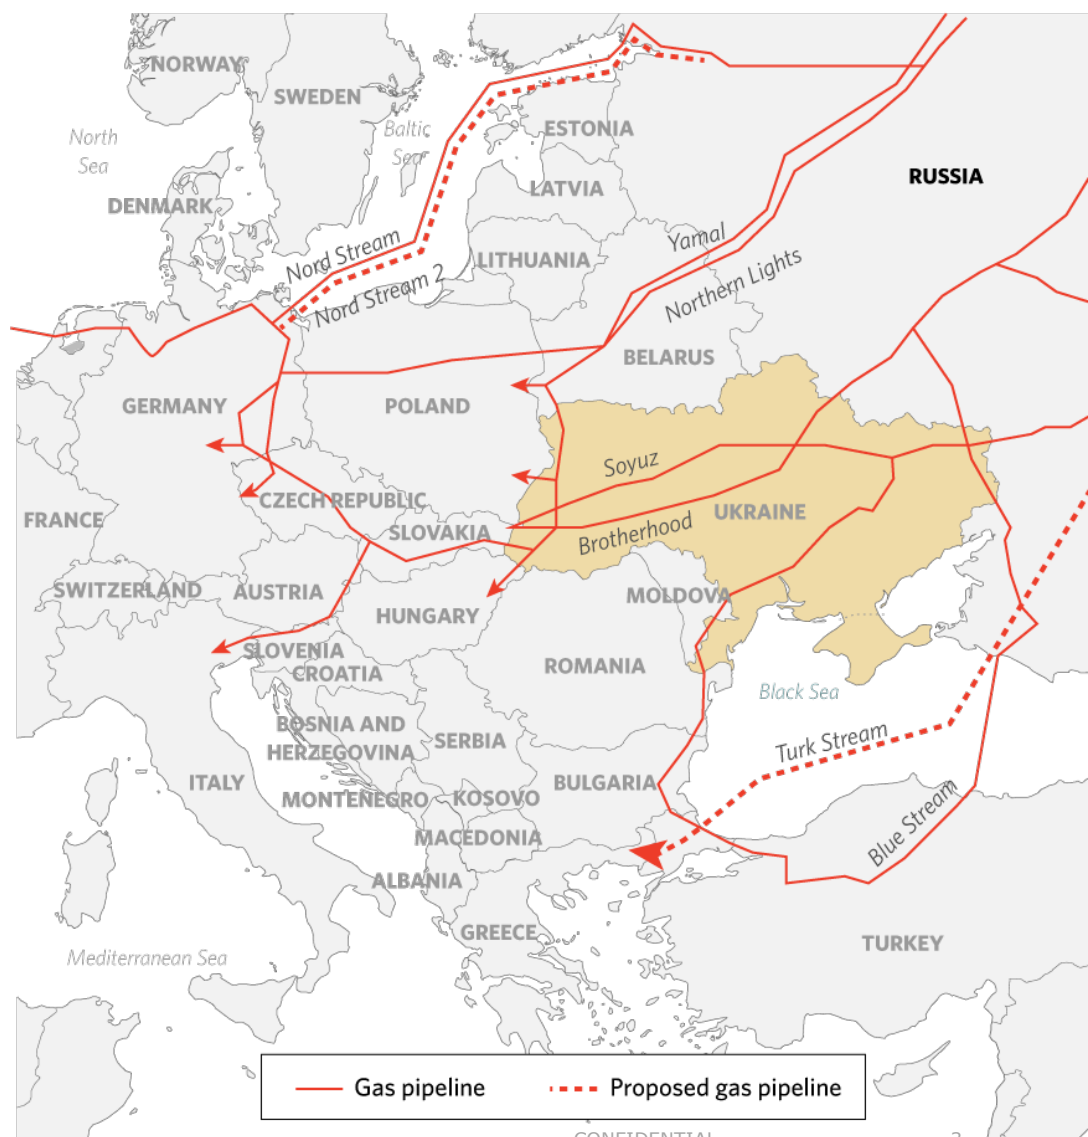 NORWAY
SWEDEN
North
Sea
Baltic
Sea
ESTONIA
RUSSIA
LATVIA
DENMARK
Yamal
Nord Stream
LITHUANIA
Northern Lights
Nord Stream 2
BELARUS
GERMANY
POLAND
Soyuz
CZECH REPUBLIC
FRANCE
UKRAINE
SLOVAKIA
Brotherhood
SWITZERLAND
AUSTRIA
MOLDOVA
HUNGARY
SLOVENIA
ROMANIA
CROATIA
Black Sea
BOSNIA AND
HERZEGOVINA
SERBIA
Turk Stream
ITALY
BULGARIA
MONTENEGRO
KOSOVO
Blue Stream
MACEDONIA
ALBANIA
GREECE
TURKEY
Mediterranean Sea
Gas pipeline
Proposed gas pipeline
CONFIDENTIAL